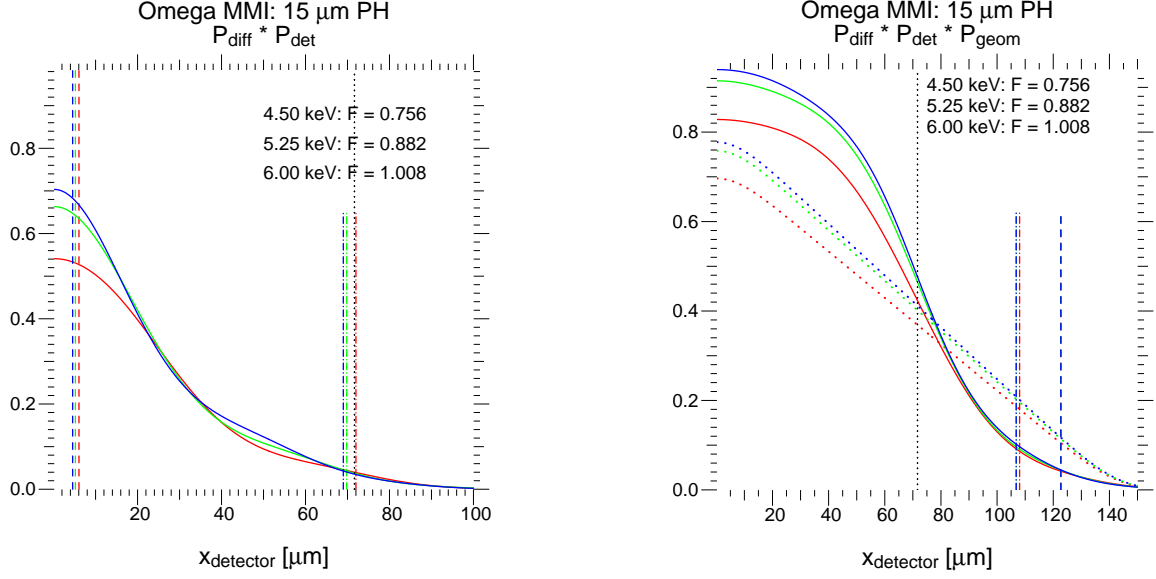 Omega MMI: 15 μm PH
P_diff * P_det
4.50 keV: F = 0.756
5.25 keV: F = 0.882
6.00 keV: F = 1.008
0.8
0.6
0.4
0.2
0.0
20 40 60 80 100
x_detector [μm]
Omega MMI: 15 μm PH
P_diff * P_det * P_geom
4.50 keV: F = 0.756
5.25 keV: F = 0.882
6.00 keV: F = 1.008
0.8
0.6
0.4
0.2
0.0
20 40 60 80 100 120 140
x_detector [μm]